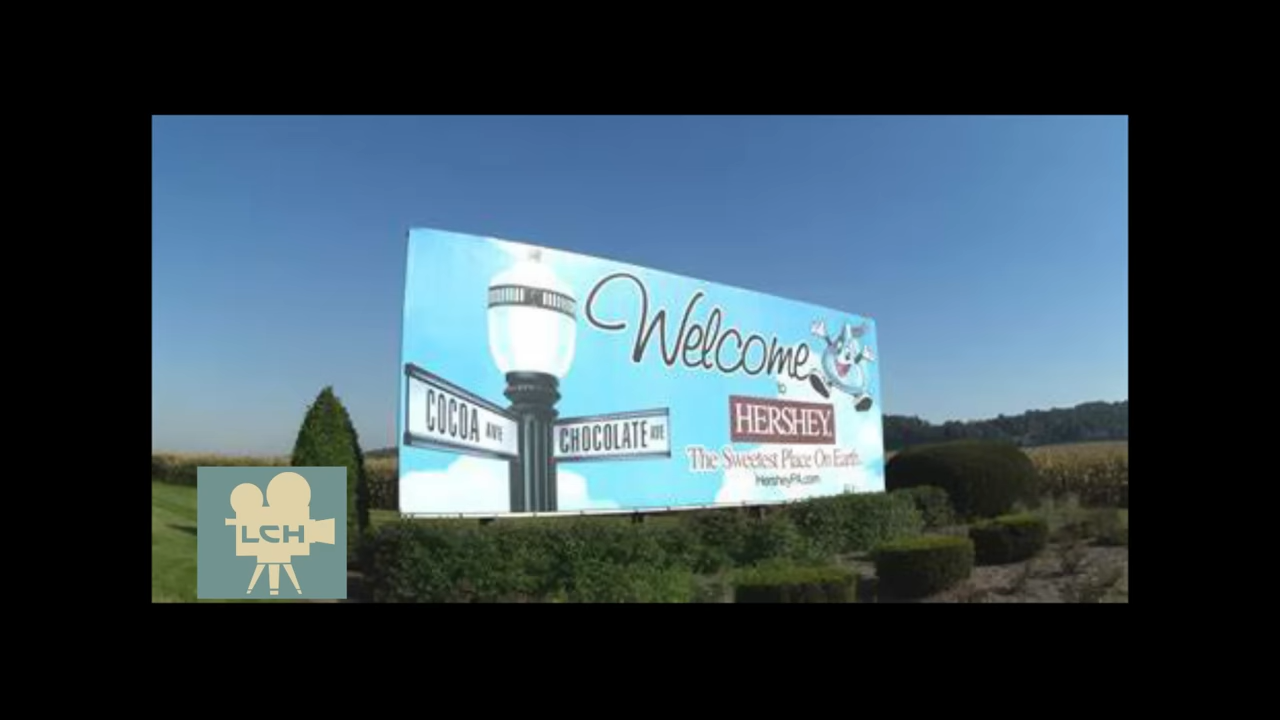 Welcome
to
HERSHEY.
The Sweetest Place On Earth.
HersheyPA.com
COCOA AVE
CHOCOLATE AVE
LCH